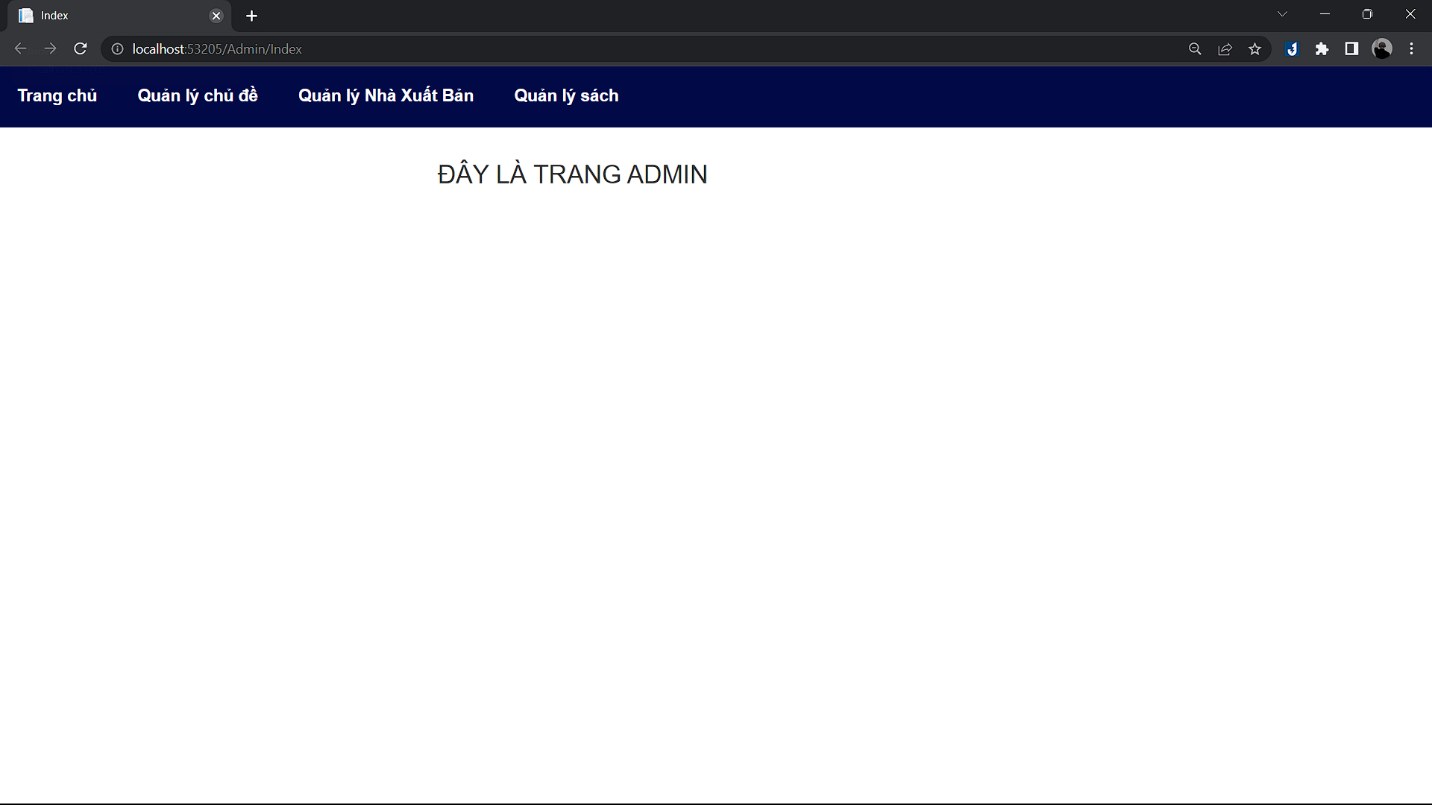 Index
localhost:53205/Admin/Index
Trang chủ Quản lý chủ đề Quản lý Nhà Xuất Bản Quản lý sách
ĐÂY LÀ TRANG ADMIN